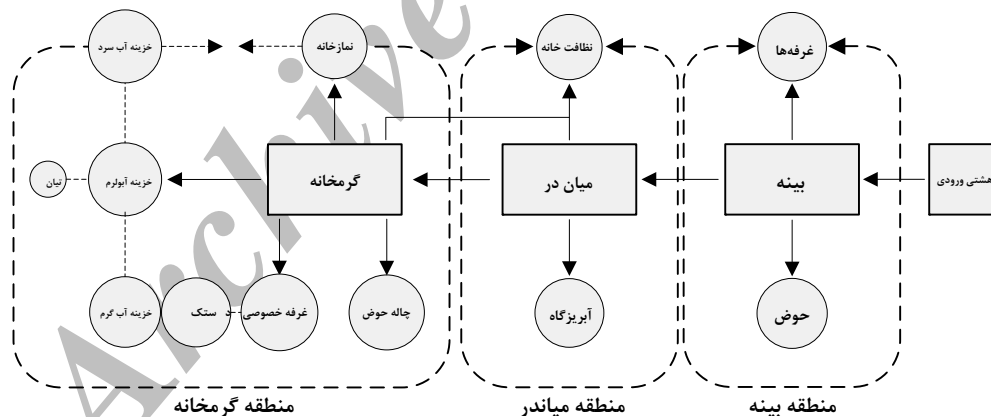 هشتی ورودی
غرفه‌ها
بینه
حوض
منطقه بینه
نظافت خانه
میان در
آبریزگاه
منطقه میاندر
نمازخانه
گرمخانه
چاله حوض
غرفه خصوصی
د ستک
خزینه آب سرد
خزینه آبولرم
تیان
خزینه آب گرم
منطقه گرمخانه
Archive